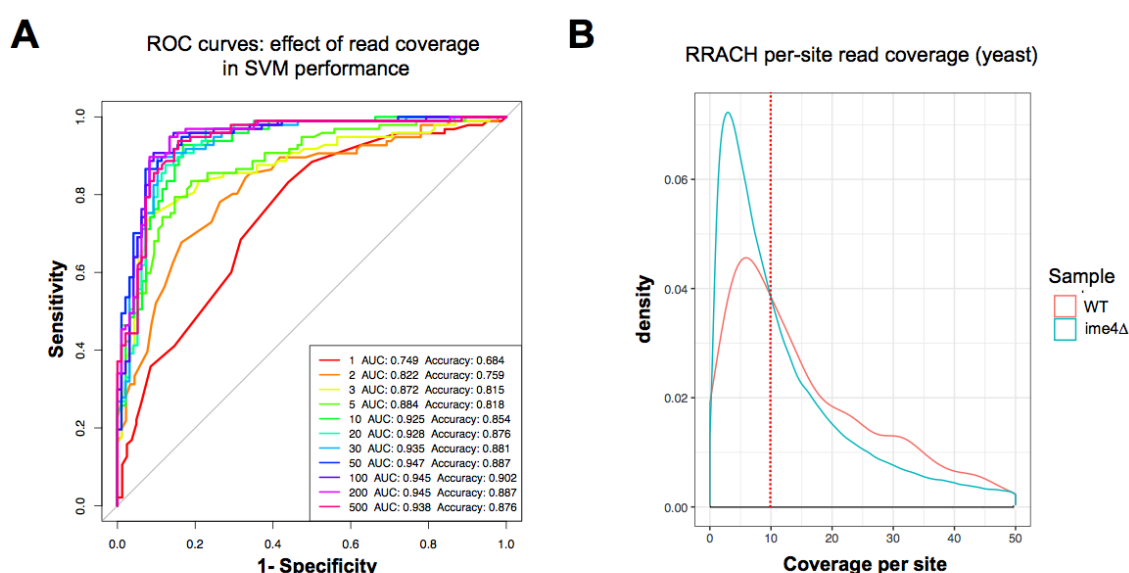 A
ROC curves: effect of read coverage
in SVM performance
Sensitivity
0.0
0.2
0.4
0.6
0.8
1.0
1 AUC: 0.749 Accuracy: 0.684
2 AUC: 0.822 Accuracy: 0.759
3 AUC: 0.872 Accuracy: 0.815
5 AUC: 0.884 Accuracy: 0.818
10 AUC: 0.925 Accuracy: 0.854
20 AUC: 0.928 Accuracy: 0.876
30 AUC: 0.935 Accuracy: 0.881
50 AUC: 0.947 Accuracy: 0.887
100 AUC: 0.945 Accuracy: 0.902
200 AUC: 0.945 Accuracy: 0.887
500 AUC: 0.938 Accuracy: 0.876
0.0 0.2 0.4 0.6 0.8 1.0
1- Specificity
B
RRACH per-site read coverage (yeast)
density
0.06
0.04
0.02
0.00
0 10 20 30 40 50
Coverage per site
Sample
WT
ime4Δ